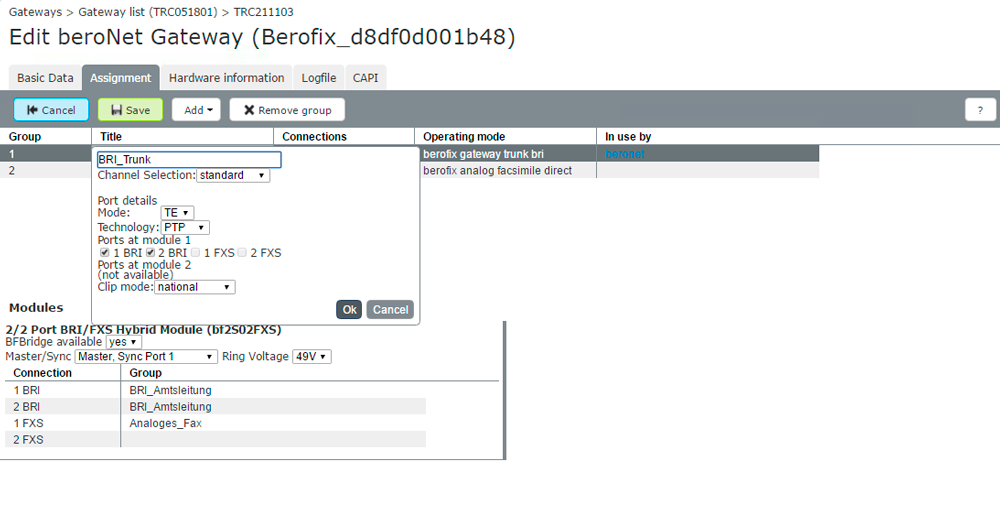 Gateways > Gateway list (TRC051801) > TRC211103
Edit beroNet Gateway (Berofix_d8df0d001b48)
Basic Data Assignment Hardware information Logfile CAPI
Cancel Save Add Remove group ?
Group Title Connections Operating mode In use by
1 berofix gateway trunk bri beronet
2 berofix analog facsimile direct
BRI_Trunk
Channel Selection: standard
Port details
Mode: TE
Technology: PTP
Ports at module 1
1 BRI 2 BRI 1 FXS 2 FXS
Ports at module 2
(not available)
Clip mode: national
Ok Cancel
Modules
2/2 Port BRI/FXS Hybrid Module (bf2S02FXS)
BFBridge available yes
Master/Sync Master, Sync Port 1 Ring Voltage 49V
Connection Group
1 BRI BRI_Amtsleitung
2 BRI BRI_Amtsleitung
1 FXS Analoges_Fax
2 FXS